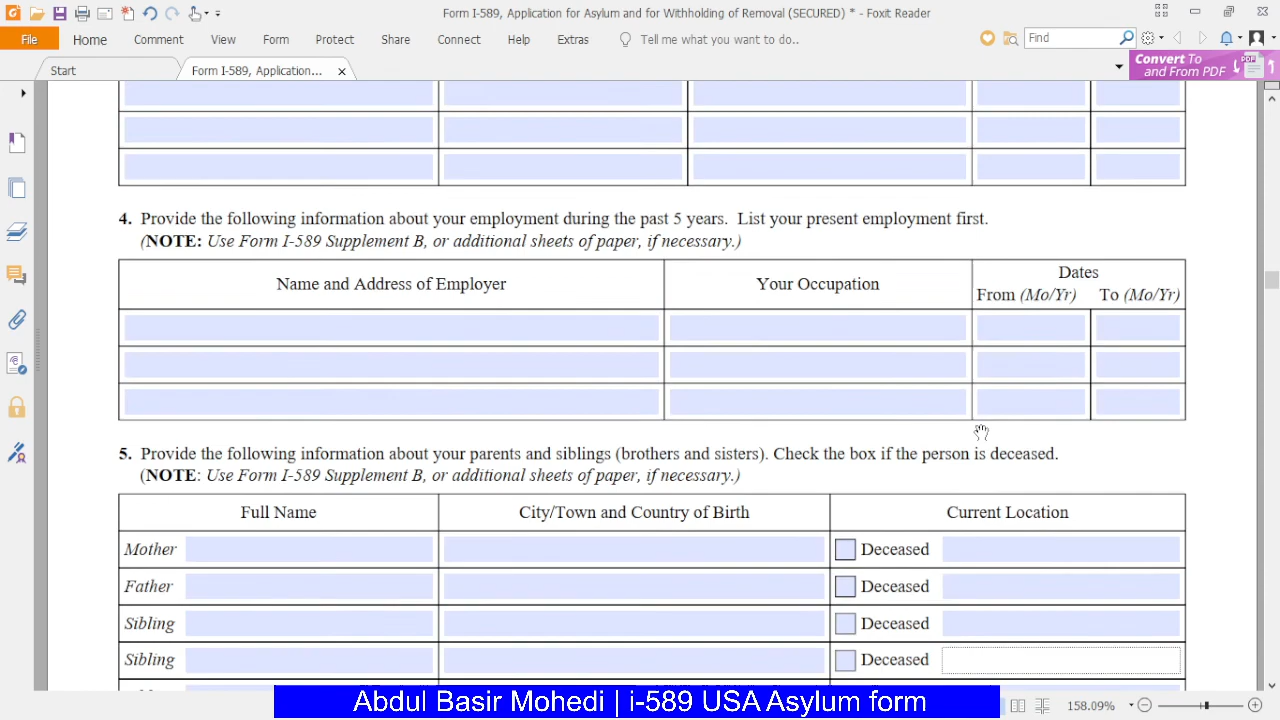 Form I-589, Application for Asylum and for Withholding of Removal (SECURED) * - Foxit Reader
File Home Comment View Form Protect Share Connect Help Extras Tell me what you want to do.. Find
Start Form I-589, Application... Convert To
and From PDF PDF
4. Provide the following information about your employment during the past 5 years. List your present employment first.
(NOTE: Use Form I-589 Supplement B, or additional sheets of paper, if necessary.)
Name and Address of Employer Your Occupation Dates
From (Mo/Yr) To (Mo/Yr)
5. Provide the following information about your parents and siblings (brothers and sisters). Check the box if the person is deceased.
(NOTE: Use Form I-589 Supplement B, or additional sheets of paper, if necessary.)
Full Name City/Town and Country of Birth Current Location
Mother Deceased
Father Deceased
Sibling Deceased
Sibling Deceased
Abdul Basir Mohedi | i-589 USA Asylum form
158.09%